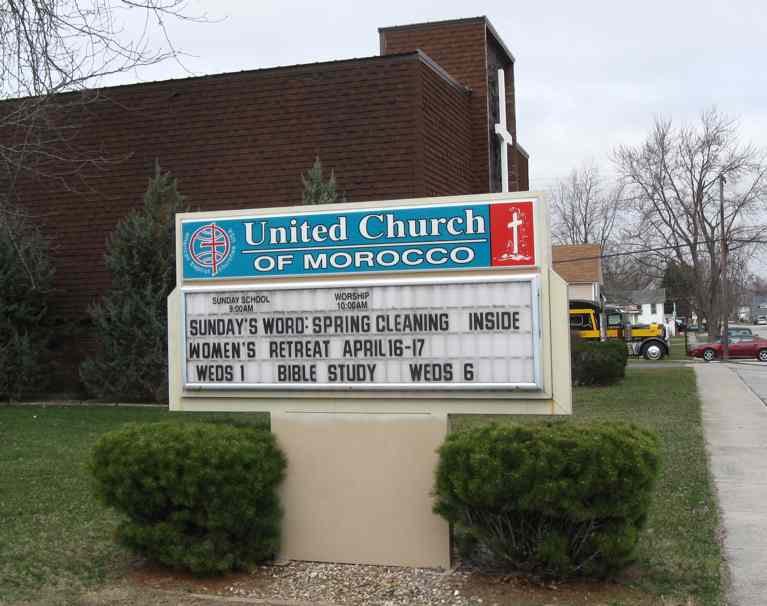 United Church
OF MOROCCO
SUNDAY SCHOOL WORSHIP
9:00AM 10:00AM
SUNDAY'S WORD: SPRING CLEANING INSIDE
WOMEN'S RETREAT APRIL 16-17
WEDS 1 BIBLE STUDY WEDS 6